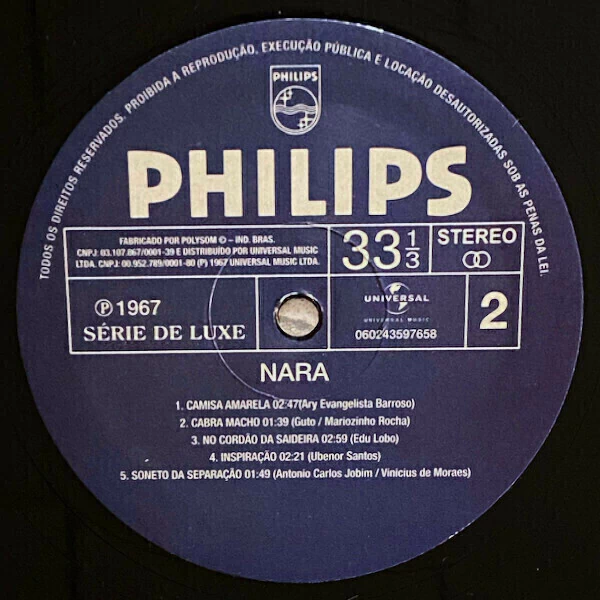 TODOS OS DIREITOS RESERVADOS. PROIBIDA A REPRODUÇÃO, EXECUÇÃO PÚBLICA E LOCAÇÃO DESAUTORIZADAS SOB AS PENAS DA LEI.
PHILIPS
PHILIPS
FABRICADO POR POLYSOM © – IND. BRAS.
CNPJ: 03.107.867/0001-39 E DISTRIBUÍDO POR UNIVERSAL MUSIC
LTDA. CNPJ: 00.952.789/0001-80 (P) 1967 UNIVERSAL MUSIC LTDA.
33 1/3
STEREO
℗ 1967
SÉRIE DE LUXE
UNIVERSAL
UNIVERSAL MUSIC
060243597658
2
NARA
1. CAMISA AMARELA 02:47(Ary Evangelista Barroso)
2. CABRA MACHO 01:39 (Guto / Mariozinho Rocha)
3. NO CORDÃO DA SAIDEIRA 02:59 (Edu Lobo)
4. INSPIRAÇÃO 02:21 (Ubenor Santos)
5. SONETO DA SEPARAÇÃO 01:49 (Antonio Carlos Jobim / Vinícius de Moraes)